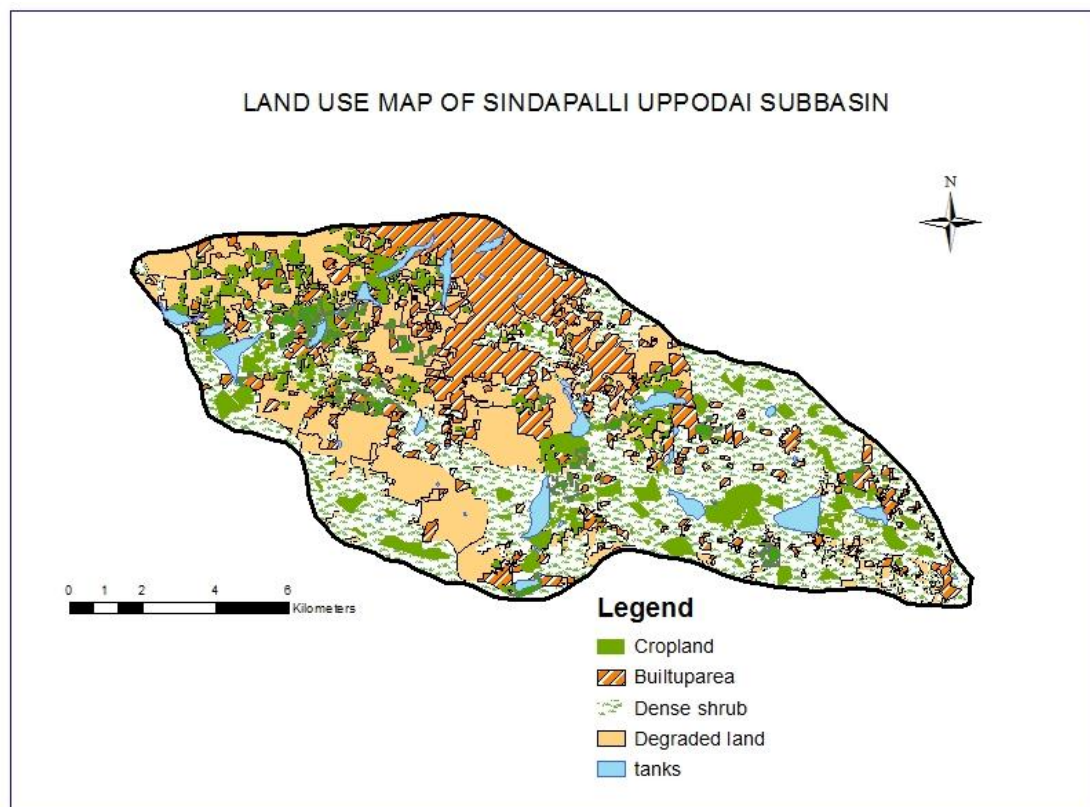 LAND USE MAP OF SINDAPALLI UPPODAI SUBBASIN
N
0 1 2 4 6
Kilometers
Legend
Cropland
Builtuparea
Dense shrub
Degraded land
tanks